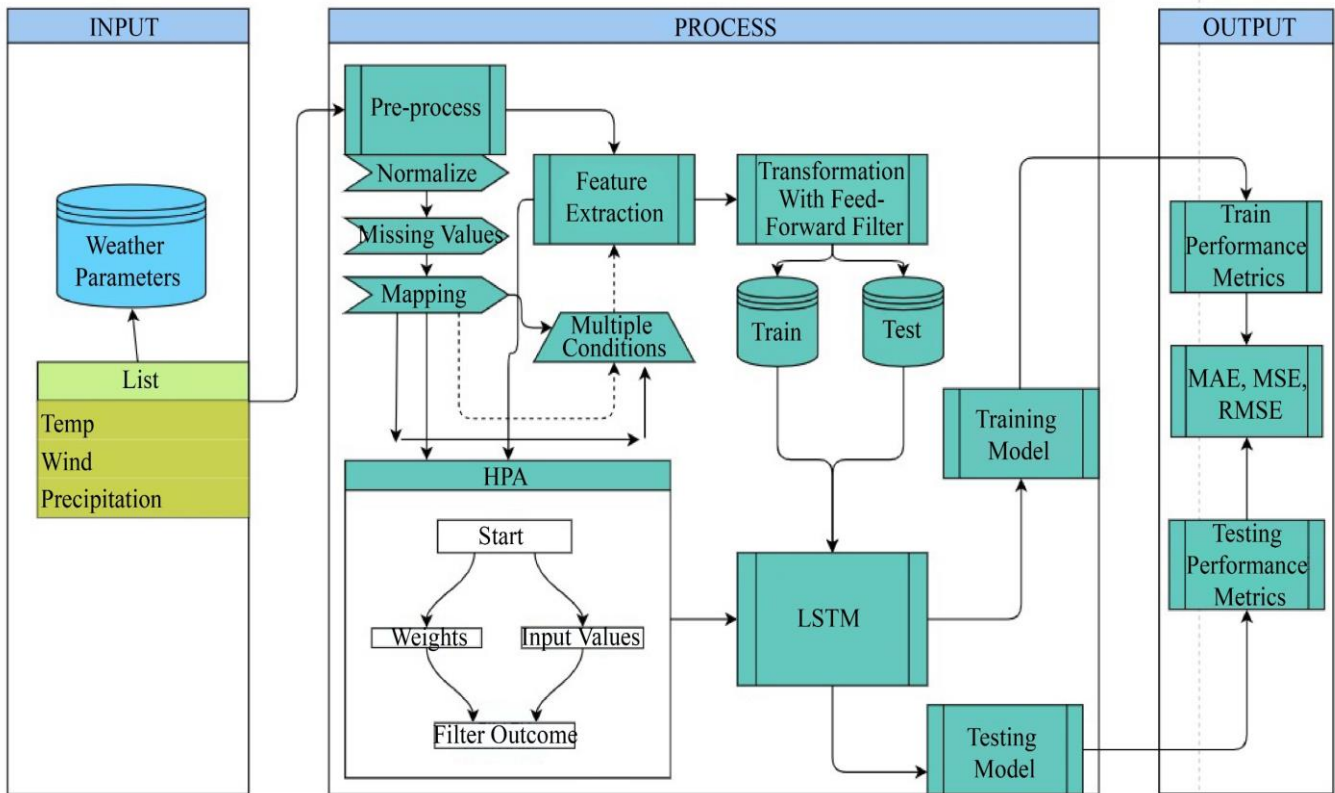 INPUT
Weather
Parameters
List
Temp
Wind
Precipitation
PROCESS
Pre-process
Normalize
Missing Values
Mapping
Feature
Extraction
Multiple
Conditions
Transformation
With Feed-
Forward Filter
Train
Test
HPA
Start
Weights
Input Values
Filter Outcome
LSTM
Training
Model
Testing
Model
OUTPUT
Train
Performance
Metrics
MAE, MSE,
RMSE
Testing
Performance
Metrics